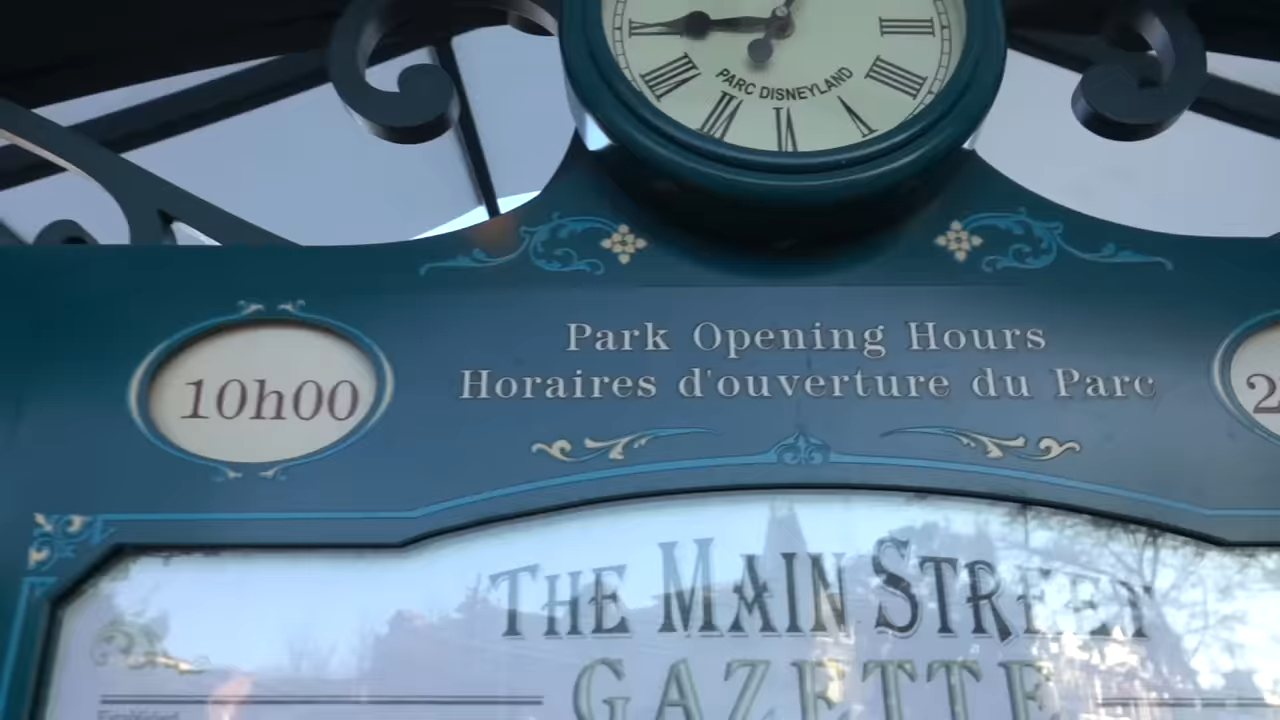 PARC DISNEYLAND
Park Opening Hours
Horaires d'ouverture du Parc
10h00
THE MAIN STREET
GAZETTE